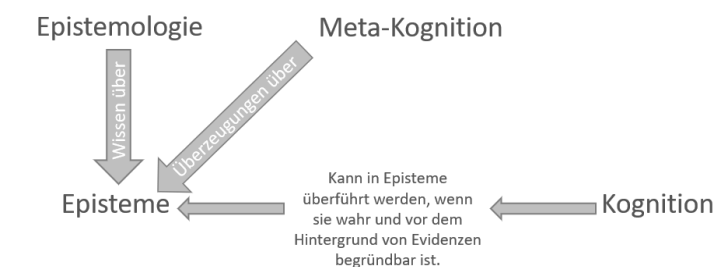 Epistemologie
Meta-Kognition
Wissen über
Überzeugungen über
Episteme
Kann in Episteme
überführt werden, wenn
sie wahr und vor dem
Hintergrund von Evidenzen
begründbar ist.
Kognition